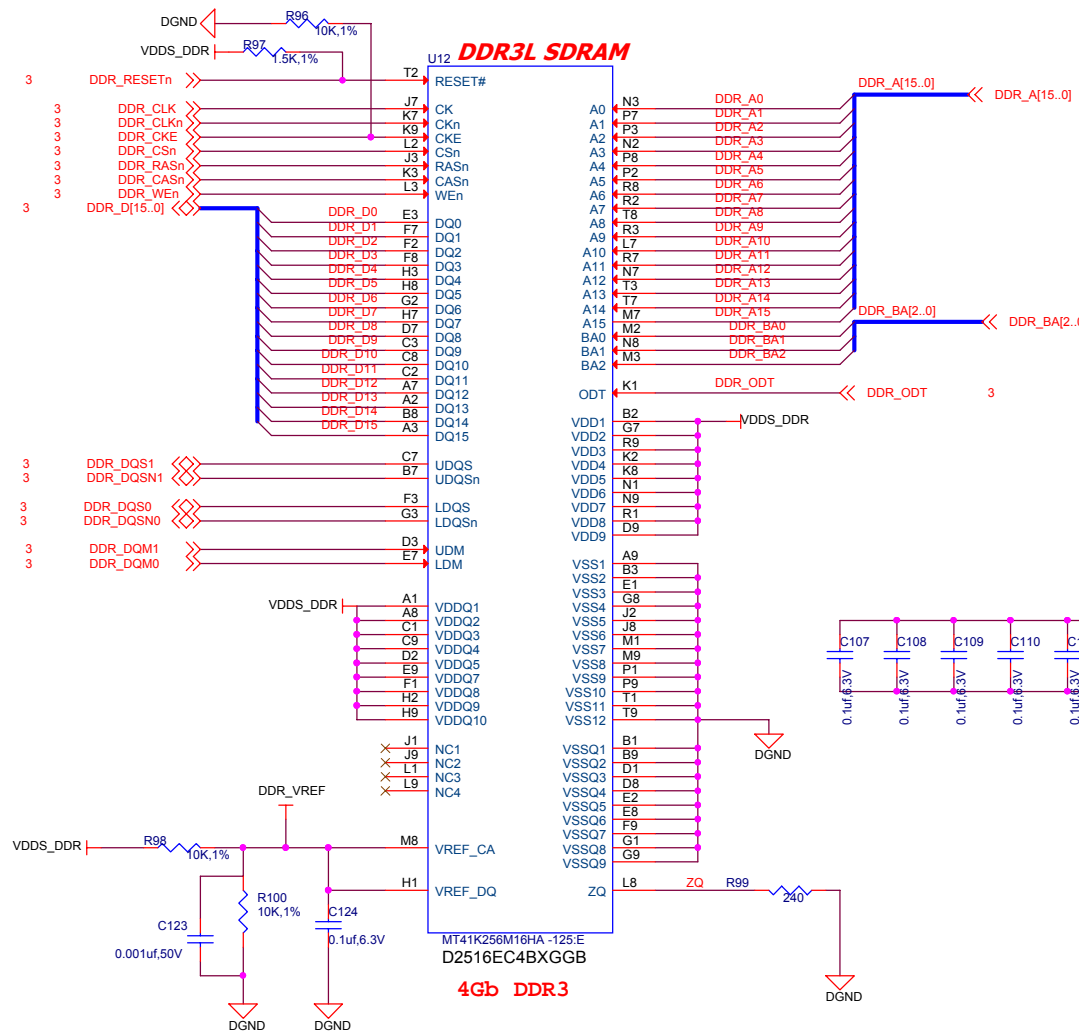 DDR3L SDRAM
U12
DGND
R96
10K,1%
VDDS_DDR
R97
1.5K,1%
3 DDR_RESETn T2 RESET#
3 DDR_CLK J7 CK
3 DDR_CLKn K7 CKn
3 DDR_CKE K9 CKE
3 DDR_CSn L2 CSn
3 DDR_RASn J3 RASn
3 DDR_CASn K3 CASn
3 DDR_WEn L3 WEn
3 DDR_D[15..0]
DDR_D0 E3 DQ0
DDR_D1 F7 DQ1
DDR_D2 F2 DQ2
DDR_D3 F8 DQ3
DDR_D4 H3 DQ4
DDR_D5 H8 DQ5
DDR_D6 G2 DQ6
DDR_D7 H7 DQ7
DDR_D8 D7 DQ8
DDR_D9 C3 DQ9
DDR_D10 C8 DQ10
DDR_D11 C2 DQ11
DDR_D12 A7 DQ12
DDR_D13 A2 DQ13
DDR_D14 B8 DQ14
DDR_D15 A3 DQ15
3 DDR_DQS1 C7 UDQS
3 DDR_DQSN1 B7 UDQSn
3 DDR_DQS0 F3 LDQS
3 DDR_DQSN0 G3 LDQSn
3 DDR_DQM1 D3 UDM
3 DDR_DQM0 E7 LDM
VDDS_DDR A1 VDDQ1
A8 VDDQ2
C1 VDDQ3
C9 VDDQ4
D2 VDDQ5
E9 VDDQ7
F1 VDDQ8
H2 VDDQ9
H9 VDDQ10
J1 NC1
J9 NC2
L1 NC3
L9 NC4
DDR_VREF
VDDS_DDR R98 10K,1% M8 VREF_CA
H1 VREF_DQ
R100
10K,1%
C123
0.001uf,50V
C124
0.1uf,6.3V
DGND
DGND
A0 N3 DDR_A0
A1 P7 DDR_A1
A2 P3 DDR_A2
A3 N2 DDR_A3
A4 P8 DDR_A4
A5 P2 DDR_A5
A6 R8 DDR_A6
A7 R2 DDR_A7
A8 T8 DDR_A8
A9 R3 DDR_A9
A10 L7 DDR_A10
A11 R7 DDR_A11
A12 N7 DDR_A12
A13 T3 DDR_A13
A14 T7 DDR_A14
A15 M7 DDR_A15
DDR_A[15..0]
DDR_A[15..0]
BA0 M2 DDR_BA0
BA1 N8 DDR_BA1
BA2 M3 DDR_BA2
DDR_BA[2..0]
DDR_BA[2..
ODT K1 DDR_ODT DDR_ODT 3
VDD1 B2 VDDS_DDR
VDD2 G7
VDD3 R9
VDD4 K2
VDD5 K8
VDD6 N1
VDD7 N9
VDD8 R1
VDD9 D9
VSS1 A9
VSS2 B3
VSS3 E1
VSS4 G8
VSS5 J2
VSS6 J8
VSS7 M1
VSS8 M9
VSS9 P1
VSS10 P9
VSS11 T1
VSS12 T9
DGND
VSSQ1 B1
VSSQ2 B9
VSSQ3 D1
VSSQ4 D8
VSSQ5 E2
VSSQ6 E8
VSSQ7 F9
VSSQ8 G1
VSSQ9 G9
ZQ L8 ZQ R99
240
DGND
C107
0.1uf,6.3V
C108
0.1uf,6.3V
C109
0.1uf,6.3V
C110
0.1uf,6.3V
0.1uf,6.3V
MT41K256M16HA -125:E
D2516EC4BXGGB
4Gb DDR3